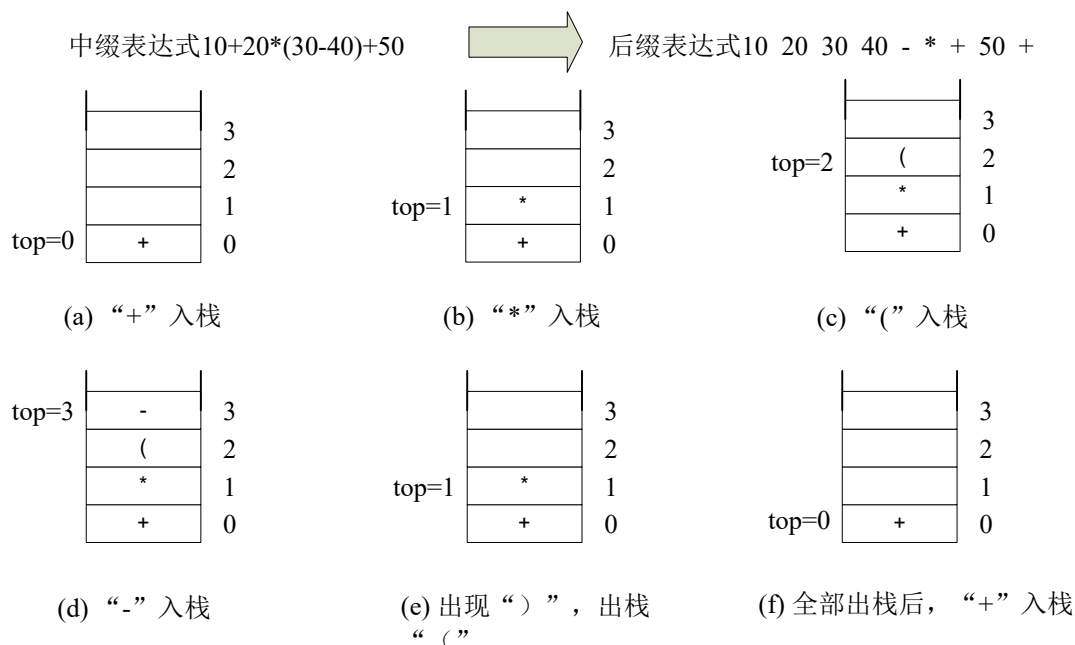 中缀表达式10+20*(30-40)+50
后缀表达式10 20 30 40 - * + 50 +
3
2
1
top=0 + 0
(a) “+”入栈
3
2
top=1 * 1
+ 0
(b) “*”入栈
3
top=2 ( 2
* 1
+ 0
(c) “(”入栈
top=3 - 3
( 2
* 1
+ 0
(d) “-”入栈
3
2
top=1 * 1
+ 0
(e) 出现“）”，出栈
“（”
3
2
1
top=0 + 0
(f) 全部出栈后，“+”入栈